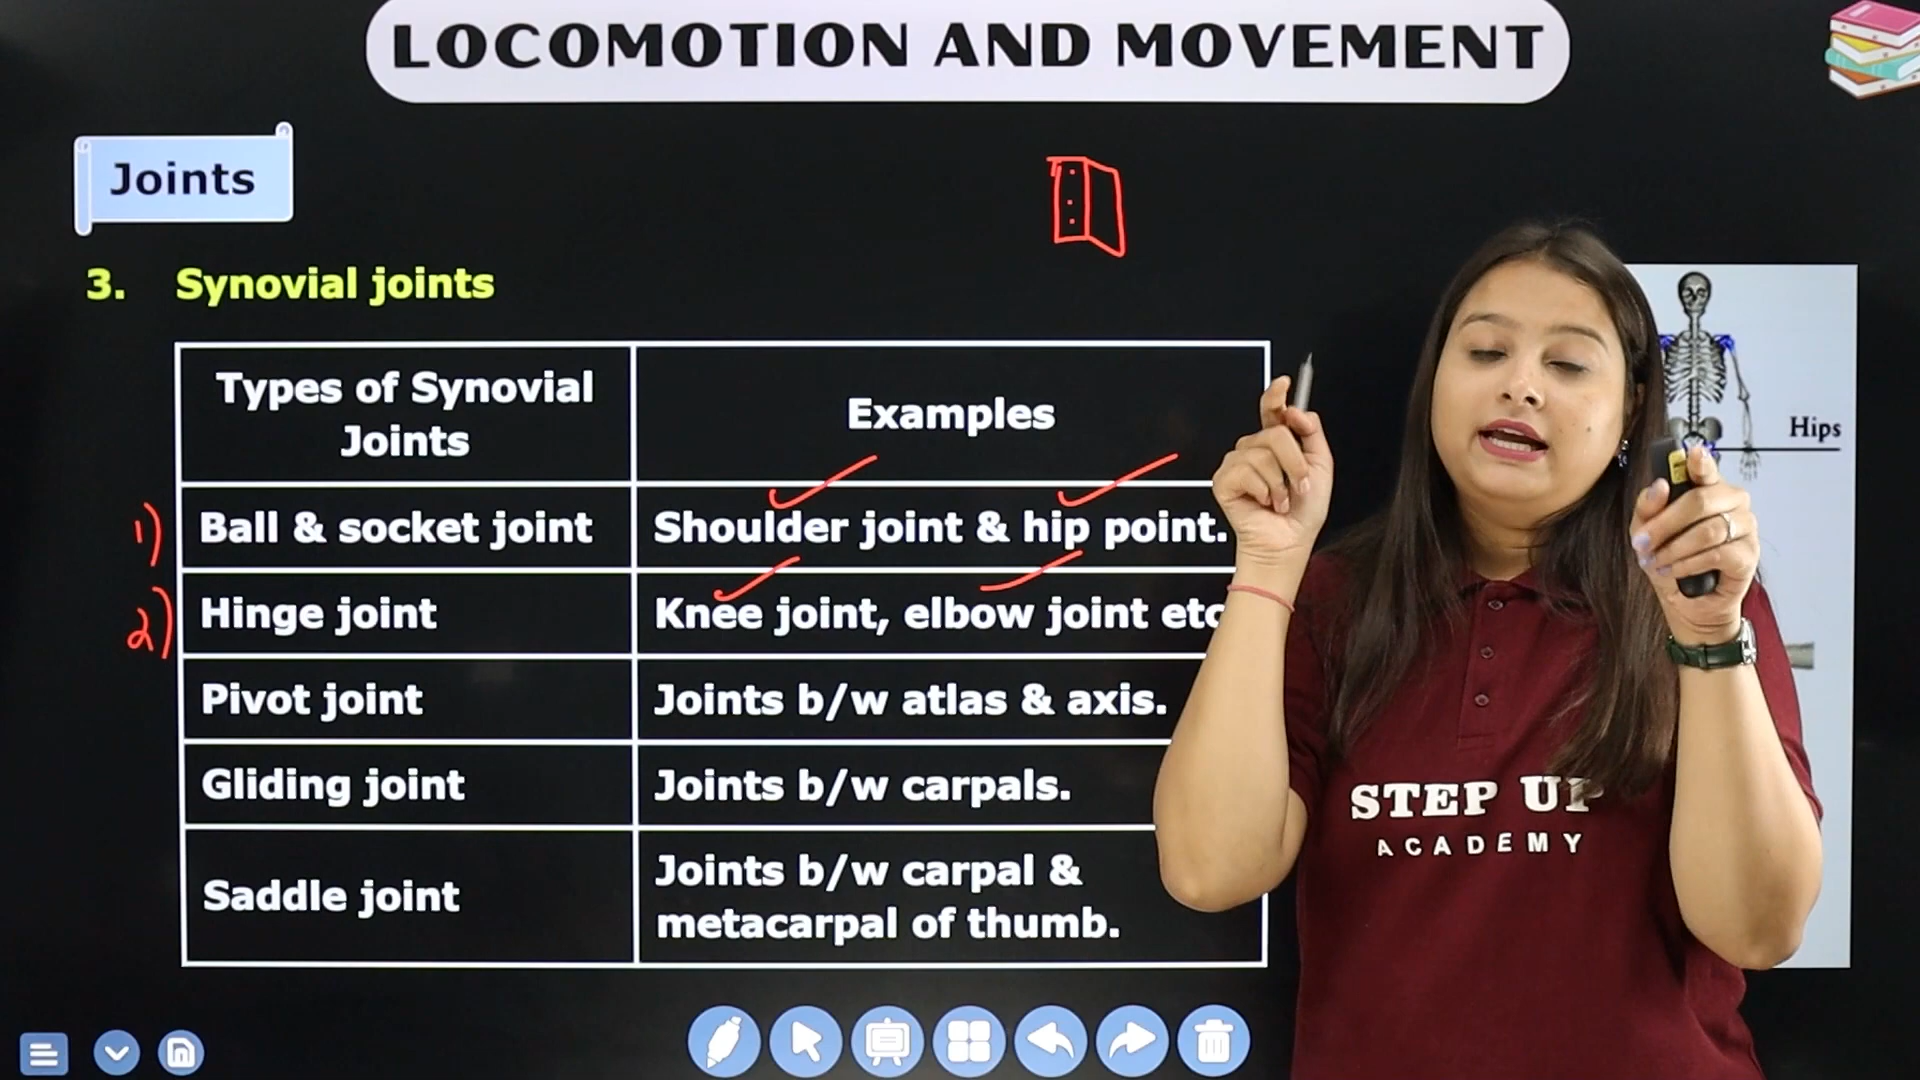 LOCOMOTION AND MOVEMENT
Joints
3. Synovial joints
Types of Synovial
Joints
Examples
1) Ball & socket joint
Shoulder joint & hip point.
2) Hinge joint
Knee joint, elbow joint etc
Pivot joint
Joints b/w atlas & axis.
Gliding joint
Joints b/w carpals.
Saddle joint
Joints b/w carpal &
metacarpal of thumb.
Hips
STEP UP
ACADEMY